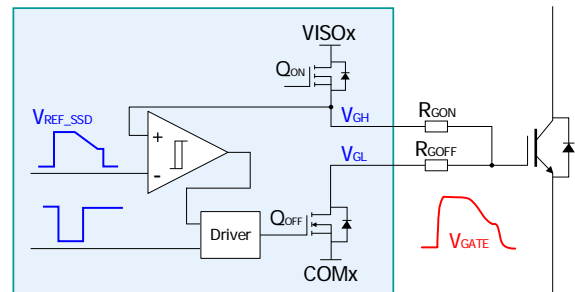 VISOx
QON
VREF_SSD
VGH
RGON
+
-
VGL
RGOFF
QOFF
Driver
VGATE
COMx